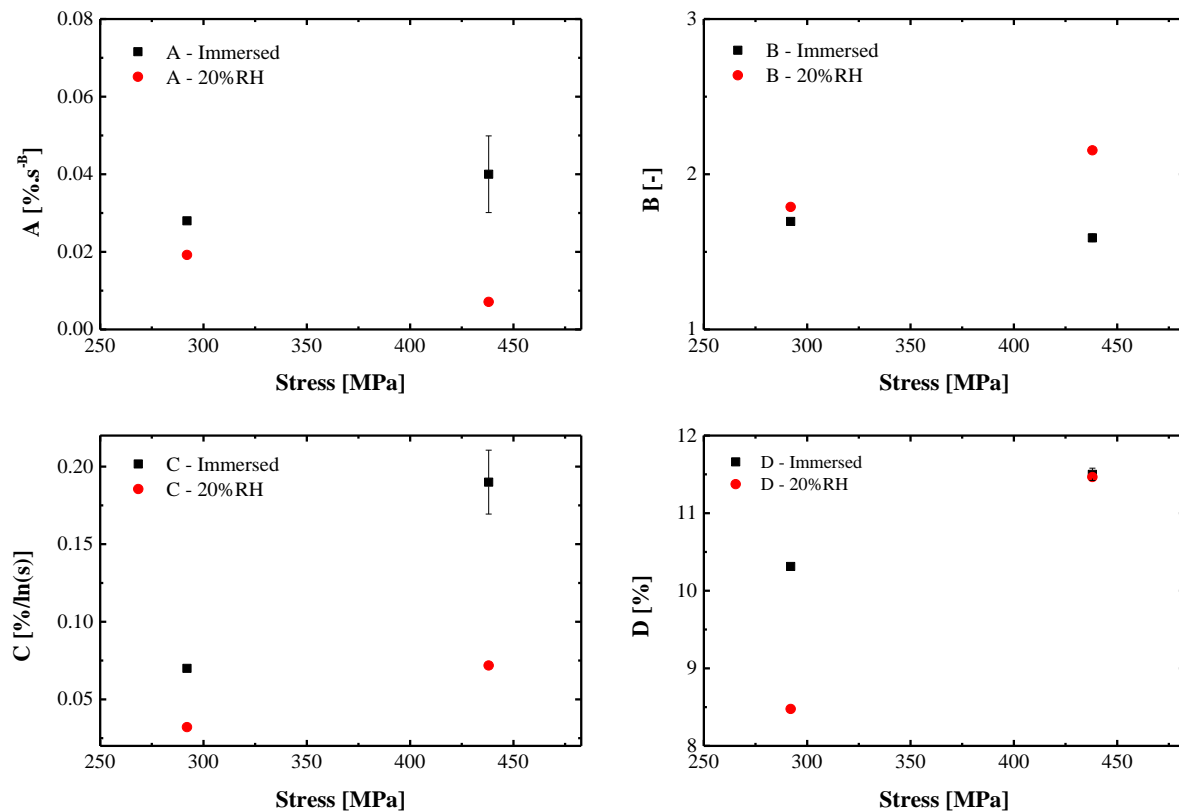 0.08
0.06
0.04
0.02
0.00
A [%.s-B]
A - Immersed
A - 20%RH
250 300 350 400 450
Stress [MPa]
3
2
1
B [-]
B - Immersed
B - 20%RH
250 300 350 400 450
Stress [MPa]
0.20
0.15
0.10
0.05
C [%/ln(s)]
C - Immersed
C - 20%RH
250 300 350 400 450
Stress [MPa]
12
11
10
9
8
D [%]
D - Immersed
D - 20%RH
250 300 350 400 450
Stress [MPa]